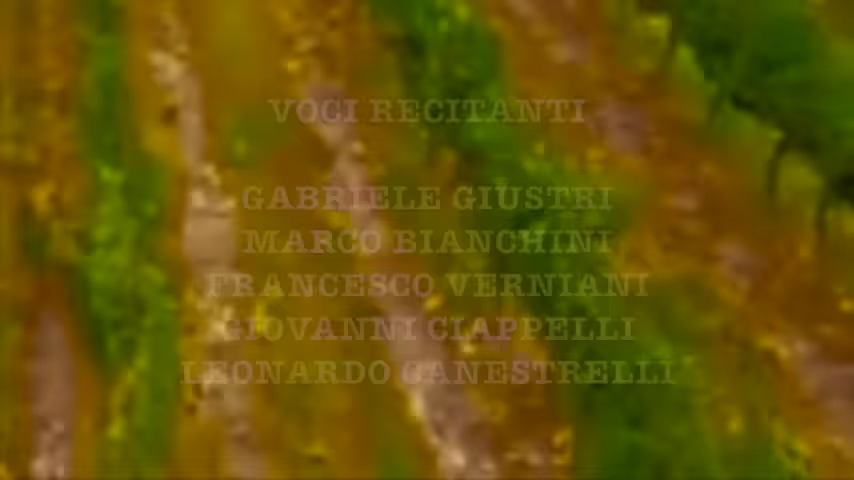 VOCI RECITANTI
GABRIELE GIUSTRI
MARCO BIANCHINI
FRANCESCO VERNIANI
GIOVANNI CIAPPELLI
LEONARDO CANESTRELLI